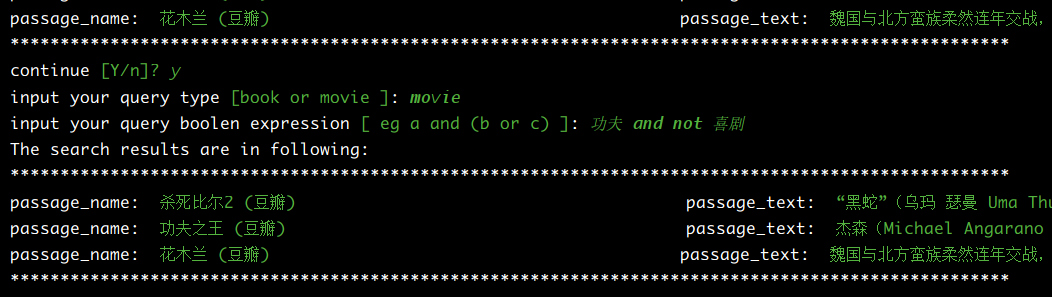 passage_name: 花木兰 (豆瓣) passage_text: 魏国与北方蛮族柔然连年交战,
****************************************************************************************************
continue [Y/n]? y
input your query type [book or movie ]: movie
input your query boolen expression [ eg a and (b or c) ]: 功夫 and not 喜剧
The search results are in following:
****************************************************************************************************
passage_name: 杀死比尔2 (豆瓣) passage_text: “黑蛇”（乌玛 瑟曼 Uma Thu
passage_name: 功夫之王 (豆瓣) passage_text: 杰森（Michael Angarano
passage_name: 花木兰 (豆瓣) passage_text: 魏国与北方蛮族柔然连年交战,
****************************************************************************************************